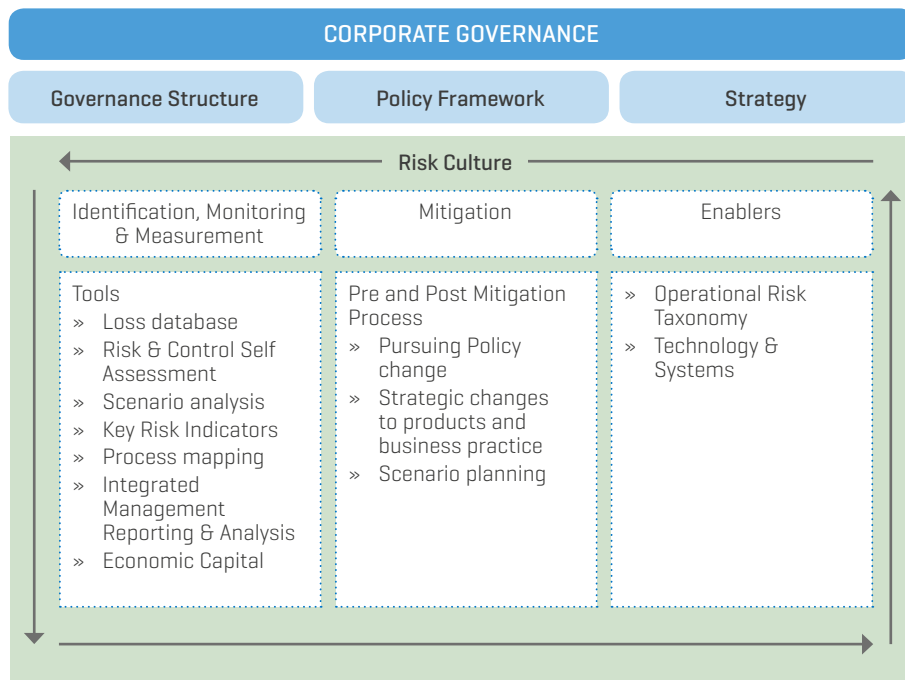 CORPORATE GOVERNANCE
Governance Structure
Policy Framework
Strategy
Risk Culture
Identification, Monitoring
& Measurement
Mitigation
Enablers
Tools
» Loss database
» Risk & Control Self
Assessment
» Scenario analysis
» Key Risk Indicators
» Process mapping
» Integrated
Management
Reporting & Analysis
» Economic Capital
Pre and Post Mitigation
Process
» Pursuing Policy
change
» Strategic changes
to products and
business practice
» Scenario planning
» Operational Risk
Taxonomy
» Technology &
Systems